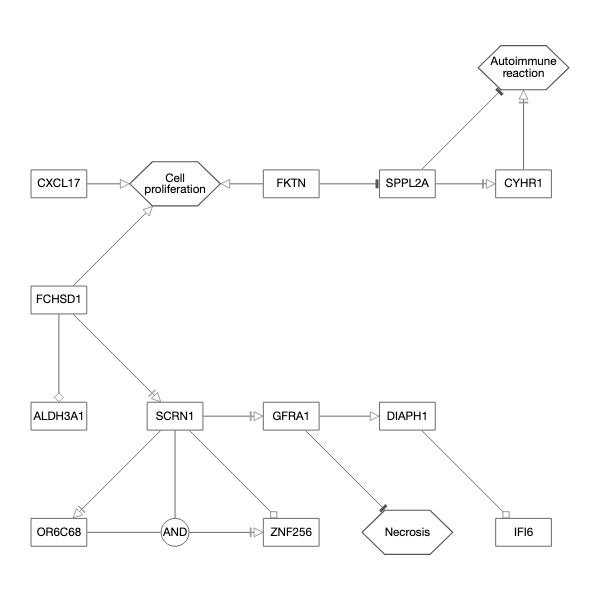 Autoimmune
reaction
CXCL17
Cell
proliferation
FKTN
SPPL2A
CYHR1
FCHSD1
ALDH3A1
SCRN1
GFRA1
DIAPH1
OR6C68
AND
ZNF256
Necrosis
IFI6